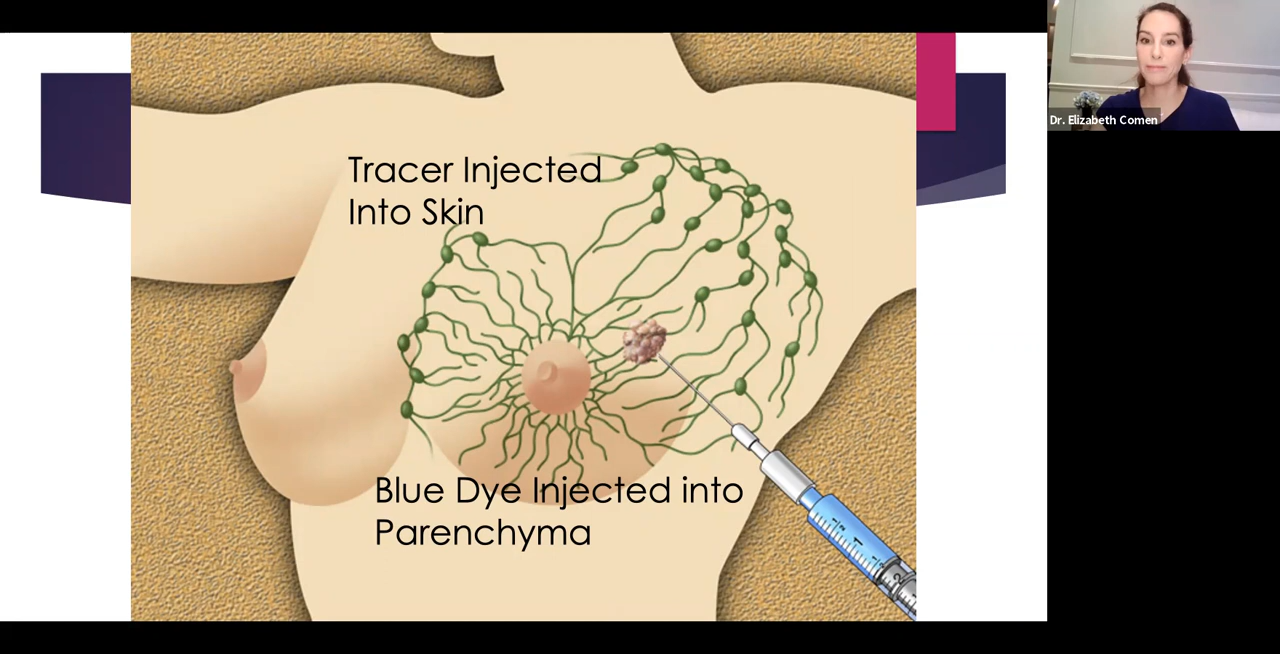 Tracer Injected
Into Skin
Blue Dye Injected into
Parenchyma
Dr. Elizabeth Comen